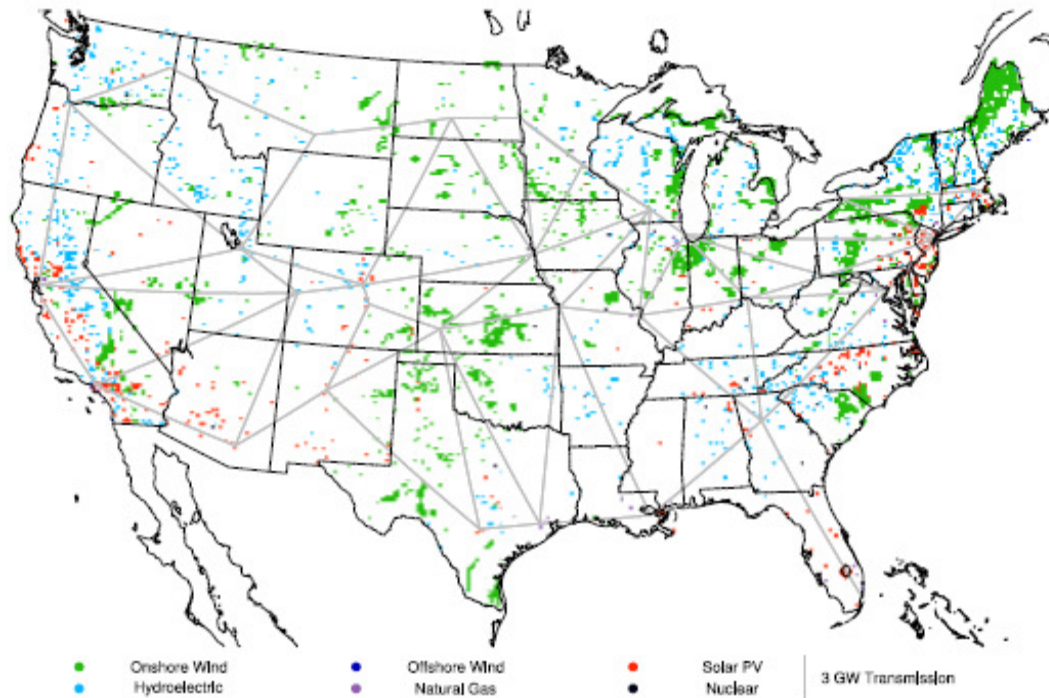 Onshore Wind Offshore Wind Solar PV
Hydroelectric Natural Gas Nuclear
3 GW Transmission